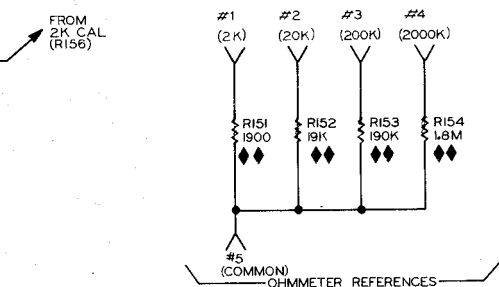 FROM
2K CAL
(R156)
#1 #2 #3 #4
(2K) (20K) (200K) (2000K)
R151 R152 R153 R154
1900 19K 190K 1.8M
#5
(COMMON)
OHMMETER REFERENCES